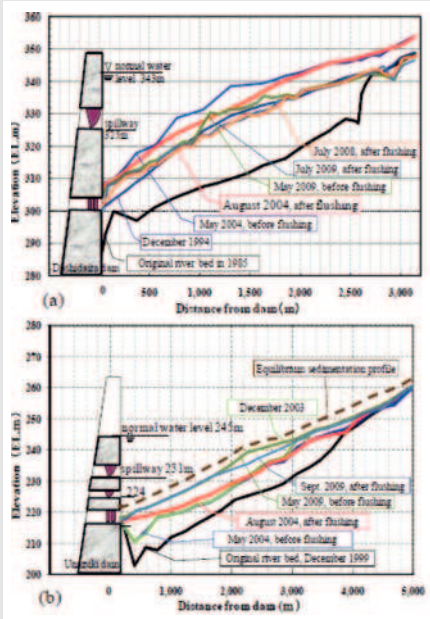 360
350
340
330
320
310
300
290
280
Elevation (EL.m)
normal water
level 343m
spillway
July 2008, after flushing
July 2009, after flushing
May 2009, before flushing
August 2004, after flushing
May 2004, before flushing
December 1994
Original river bed in 1985
dam
(a)
0 500 1,000 1,500 2,000 2,500 3,000
Distance from dam (m)
280
270
260
250
240
230
220
210
200
Elevation (EL.m)
Equilibrium sedimentation profile
December 2003
normal water level 245m
spillway 231m
224
Sept. 2009, after flushing
May 2009, before flushing
August 2004, after flushing
May 2004, before flushing
Original river bed, December 1999
dam
(b)
0 1,000 2,000 3,000 4,000 5,000
Distance from dam (m)